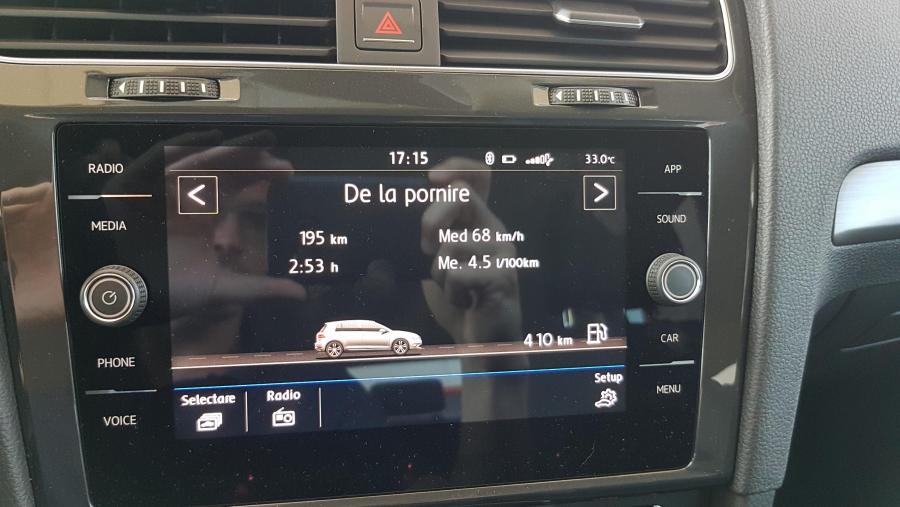 17:15
33.0°C
De la pornire
195 km
Med 68 km/h
2:53 h
Me. 4.5 l/100km
410 km
Selectare
Radio
Setup
RADIO
MEDIA
PHONE
VOICE
APP
SOUND
CAR
MENU